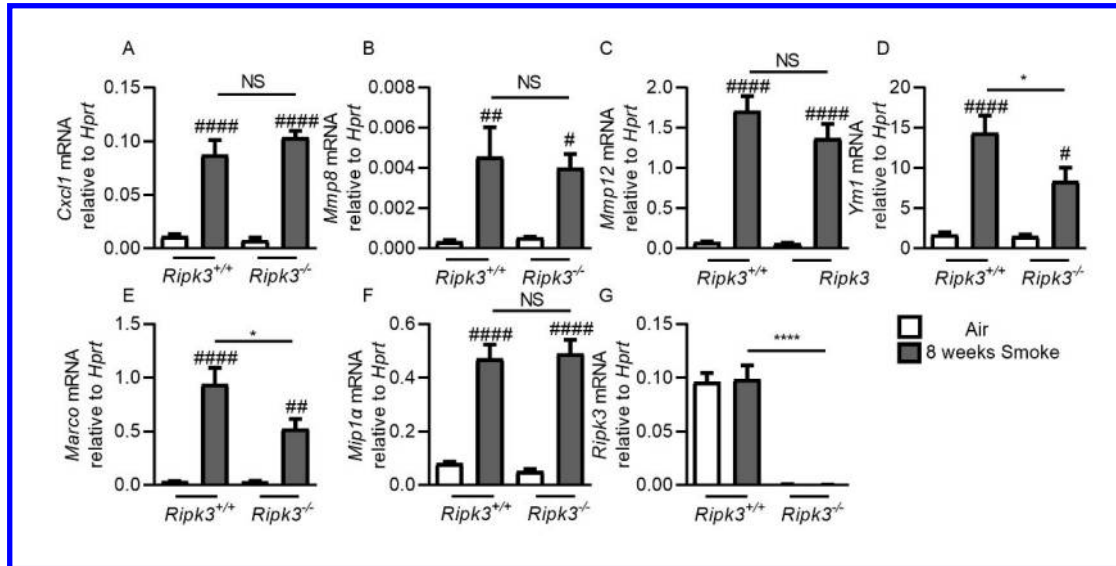 A
Cxcl1 mRNA
relative to Hprt
0.15
0.10
0.05
0.00
NS
####
####
Ripk3+/+
Ripk3-/-
B
Mmp8 mRNA
relative to Hprt
0.008
0.006
0.004
0.002
0.000
NS
##
#
Ripk3+/+
Ripk3-/-
C
Mmp12 mRNA
relative to Hprt
2.0
1.5
1.0
0.5
0.0
NS
####
####
Ripk3+/+
Ripk3
D
Ym1 mRNA
relative to Hprt
20
15
10
5
0
*
####
#
Ripk3+/+
Ripk3-/-
E
Marco mRNA
relative to Hprt
1.5
1.0
0.5
0.0
*
####
##
Ripk3+/+
Ripk3-/-
F
Mip1α mRNA
relative to Hprt
0.6
0.4
0.2
0.0
NS
####
####
Ripk3+/+
Ripk3-/-
G
Ripk3 mRNA
relative to Hprt
0.15
0.10
0.05
0.00
****
Ripk3+/+
Ripk3-/-
Air
8 weeks Smoke